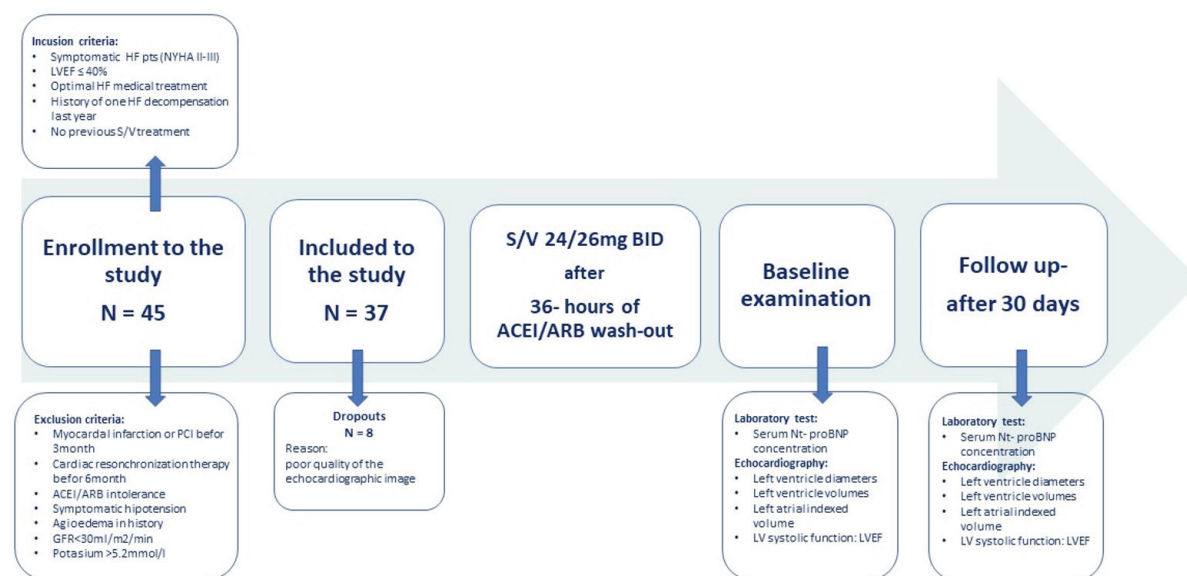 Incusion criteria:
• Symptomatic HF pts (NYHA II-III)
• LVEF ≤ 40%
• Optimal HF medical treatment
• History of one HF decompensation
last year
• No previous S/V treatment
Enrollment to the
study
N = 45
Included to
the study
N = 37
S/V 24/26mg BID
after
36- hours of
ACEI/ARB wash-out
Baseline
examination
Follow up-
after 30 days
Exclusion criteria:
• Myocardal infarction or PCI befor
3month
• Cardiac resonchronization therapy
befor 6month
• ACEI/ARB intolerance
• Symptomatic hipotension
• Agioedema in history
• GFR<30ml/m2/min
• Potasium >5.2mmol/l
Dropouts
N = 8
Reason:
poor quality of the
echocardiographic image
Laboratory test:
• Serum Nt- proBNP
concentration
Echocardiography:
• Left ventricle diameters
• Left ventricle volumes
• Left atrial indexed
volume
• LV systolic function: LVEF
Laboratory test:
• Serum Nt- proBNP
concentration
Echocardiography:
• Left ventricle diameters
• Left ventricle volumes
• Left atrial indexed
volume
• LV systolic function: LVEF